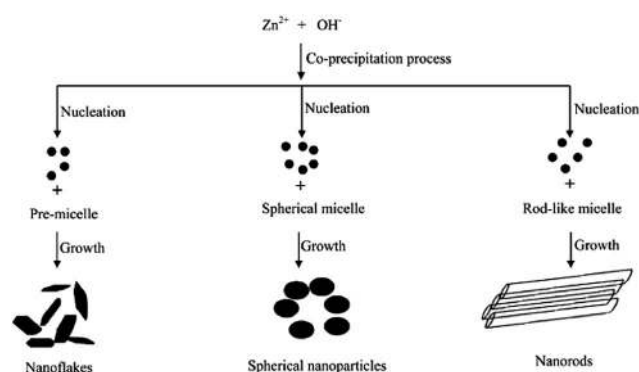 Zn²⁺ + OH⁻
Co-precipitation process
Nucleation
Nucleation
Nucleation
+
+
+
Pre-micelle
Spherical micelle
Rod-like micelle
Growth
Growth
Growth
Nanoflakes
Spherical nanoparticles
Nanorods